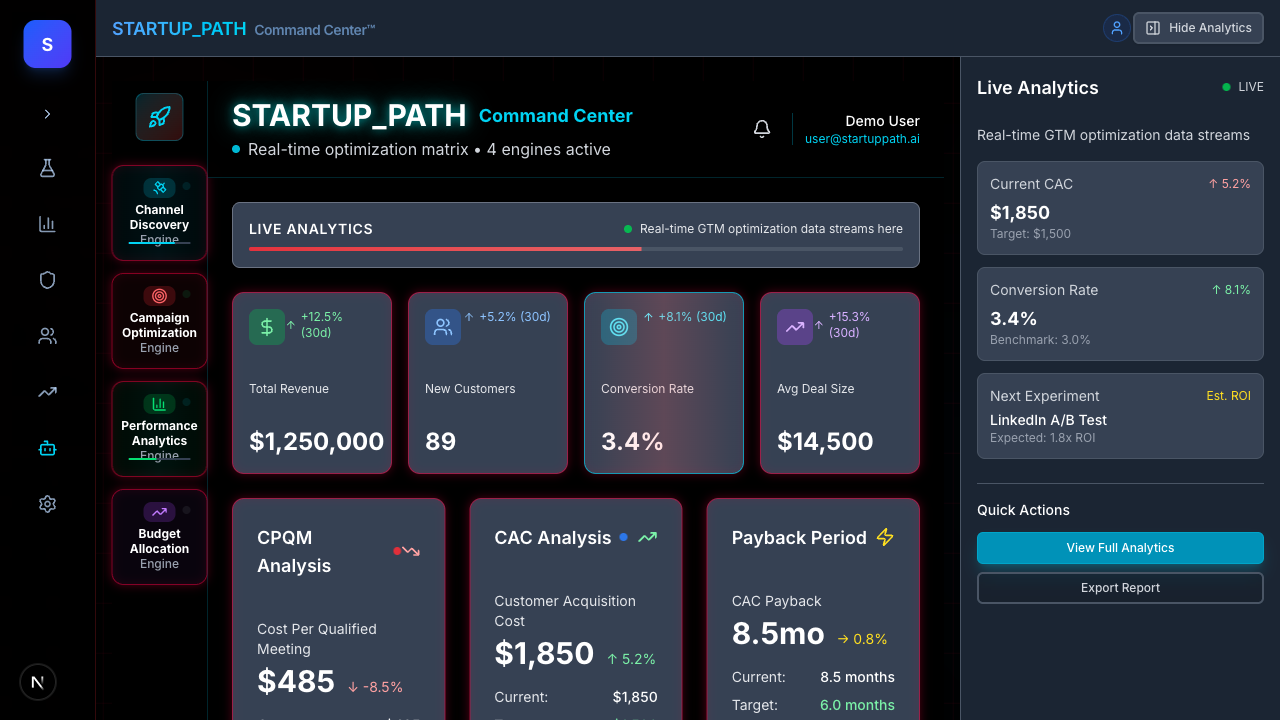 S
STARTUP_PATH Command Center™
Hide Analytics
STARTUP_PATH Command Center
Real-time optimization matrix • 4 engines active
Demo User
user@startuppath.ai
Channel
Discovery
Engine
Campaign
Optimization
Engine
Performance
Analytics
Engine
Budget
Allocation
Engine
LIVE ANALYTICS
Real-time GTM optimization data streams here
↑ +12.5%
(30d)
Total Revenue
$1,250,000
↑ +5.2% (30d)
New Customers
89
↑ +8.1% (30d)
Conversion Rate
3.4%
↑ +15.3%
(30d)
Avg Deal Size
$14,500
CPQM
Analysis
Cost Per Qualified
Meeting
$485 ↓ -8.5%
CAC Analysis
Customer Acquisition
Cost
$1,850 ↑ 5.2%
Current: $1,850
Payback Period
CAC Payback
8.5mo → 0.8%
Current: 8.5 months
Target: 6.0 months
Live Analytics
LIVE
Real-time GTM optimization data streams
Current CAC ↑ 5.2%
$1,850
Target: $1,500
Conversion Rate ↑ 8.1%
3.4%
Benchmark: 3.0%
Next Experiment Est. ROI
LinkedIn A/B Test
Expected: 1.8x ROI
Quick Actions
View Full Analytics
Export Report
N